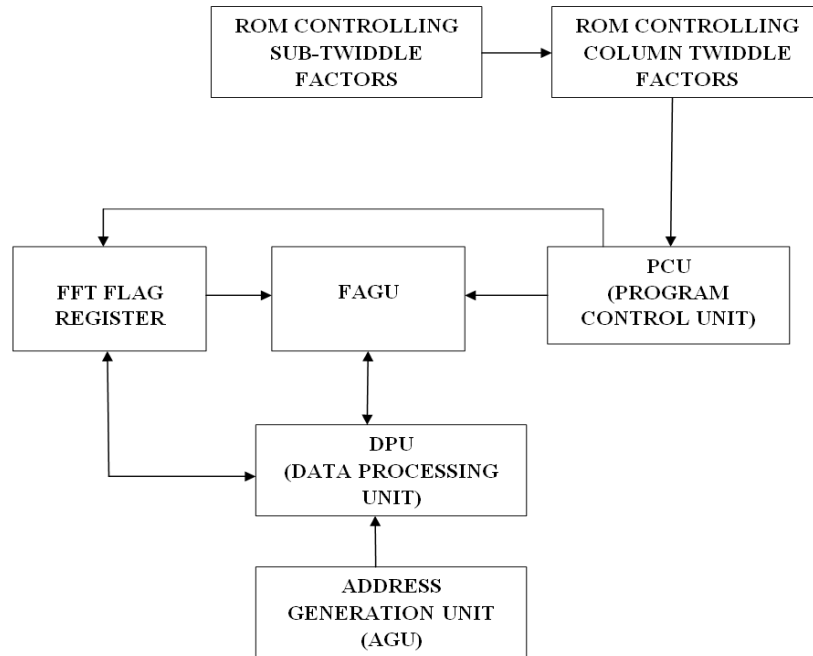 ROM CONTROLLING
SUB-TWIDDLE
FACTORS
ROM CONTROLLING
COLUMN TWIDDLE
FACTORS
FFT FLAG
REGISTER
FAGU
PCU
(PROGRAM
CONTROL UNIT)
DPU
(DATA PROCESSING
UNIT)
ADDRESS
GENERATION UNIT
(AGU)